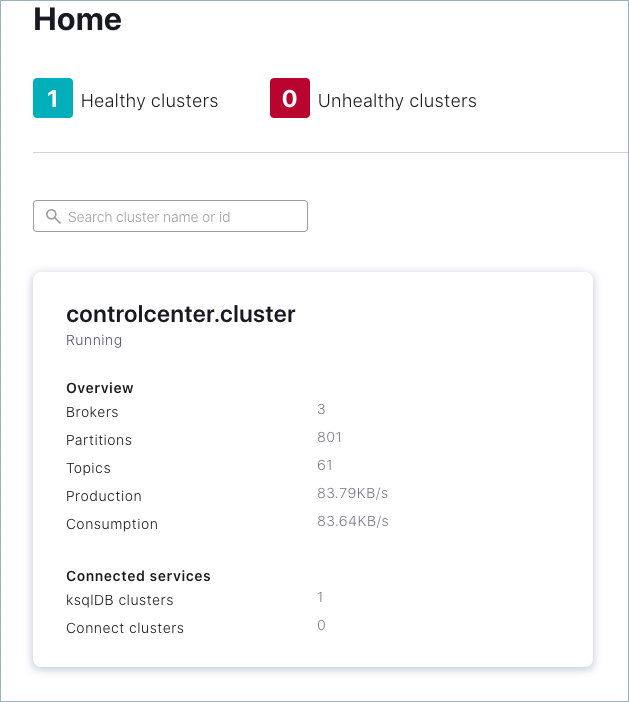 Home
1 Healthy clusters 0 Unhealthy clusters
Search cluster name or id
controlcenter.cluster
Running
Overview
Brokers 3
Partitions 801
Topics 61
Production 83.79KB/s
Consumption 83.64KB/s
Connected services
ksqlDB clusters 1
Connect clusters 0